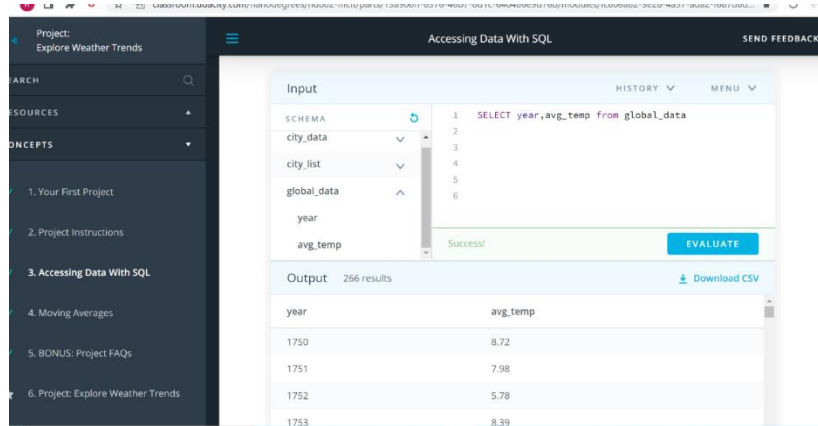 Project:
Explore Weather Trends
Accessing Data With SQL
SEND FEEDBACK
EARCH
ESOURCES
ONCEPTS
1. Your First Project
2. Project Instructions
3. Accessing Data With SQL
4. Moving Averages
5. BONUS: Project FAQs
6. Project: Explore Weather Trends
Input
HISTORY
MENU
SCHEMA
city_data
city_list
global_data
year
avg_temp
1 SELECT year,avg_temp from global_data
2
3
4
5
6
Success!
EVALUATE
Output 266 results
Download CSV
year avg_temp
1750 8.72
1751 7.98
1752 5.78
1753 8.39